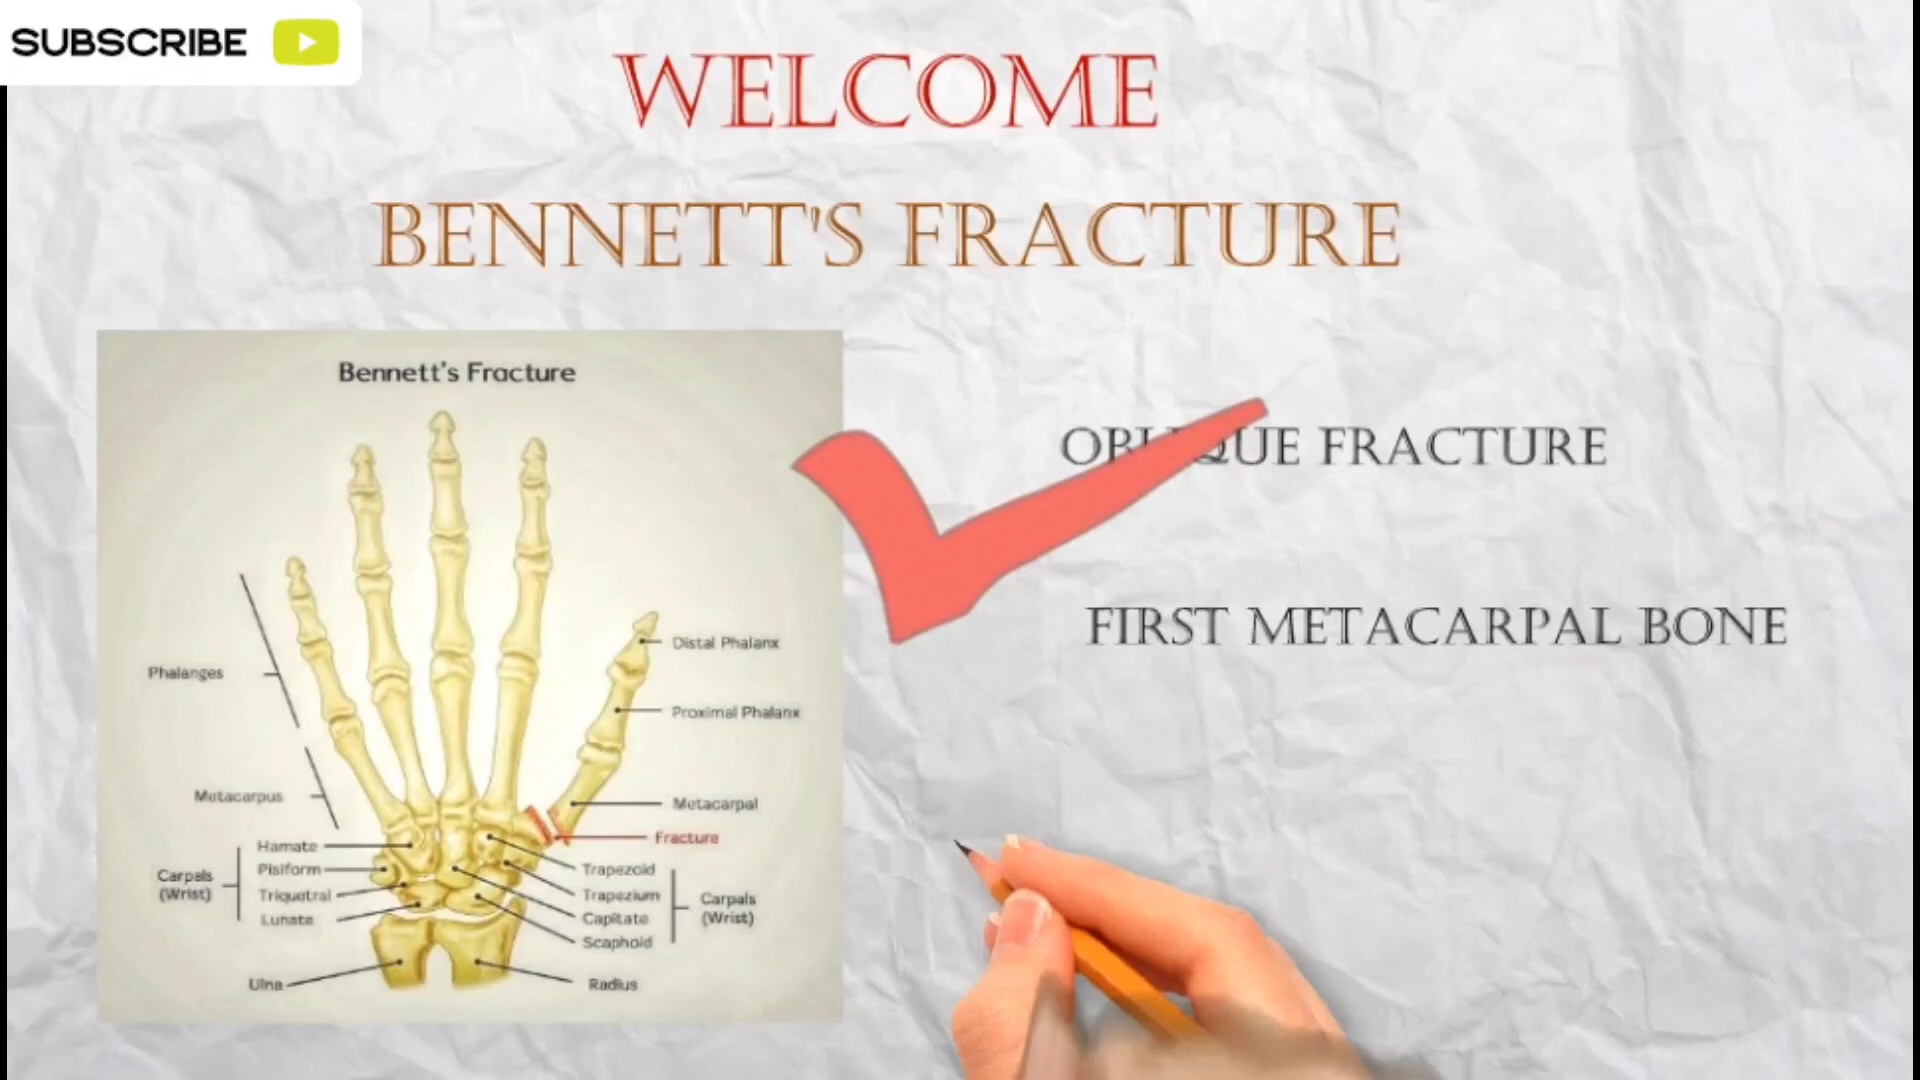 SUBSCRIBE
WELCOME
BENNETT'S FRACTURE
Bennett's Fracture
OBLIQUE FRACTURE
FIRST METACARPAL BONE
Distal Phalanx
Phalanges
Proximal Phalanx
Metacarpus
Metacarpal
Fracture
Hamate
Pisiform
Triquetral
Lunate
Carpals
(Wrist)
Trapezoid
Trapezium
Capitate
Scaphoid
Carpals
(Wrist)
Ulna
Radius